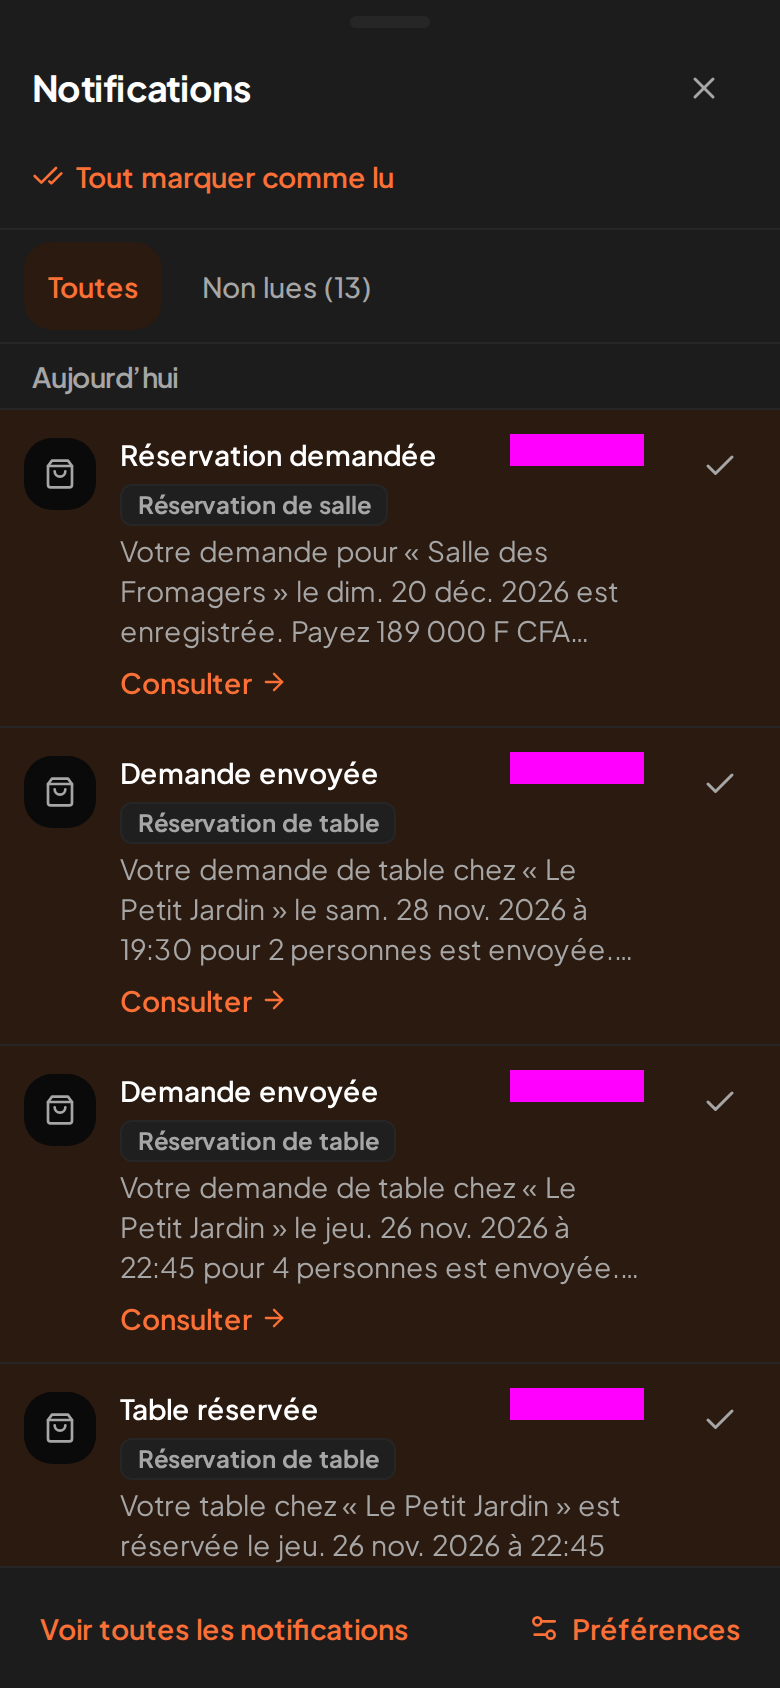 Notifications
Tout marquer comme lu
Toutes
Non lues (13)
Aujourd’hui
Réservation demandée
Réservation de salle
Votre demande pour « Salle des
Fromagers » le dim. 20 déc. 2026 est
enregistrée. Payez 189 000 F CFA…
Consulter
Demande envoyée
Réservation de table
Votre demande de table chez « Le
Petit Jardin » le sam. 28 nov. 2026 à
19:30 pour 2 personnes est envoyée.…
Consulter
Demande envoyée
Réservation de table
Votre demande de table chez « Le
Petit Jardin » le jeu. 26 nov. 2026 à
22:45 pour 4 personnes est envoyée.…
Consulter
Table réservée
Réservation de table
Votre table chez « Le Petit Jardin » est
réservée le jeu. 26 nov. 2026 à 22:45
Voir toutes les notifications
Préférences